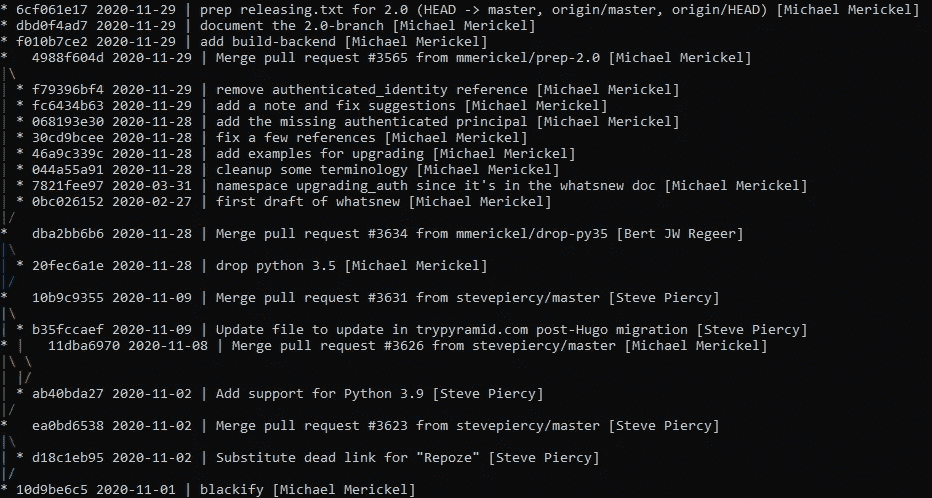 * 6cf061e17 2020-11-29 | prep releasing.txt for 2.0 (HEAD -> master, origin/master, origin/HEAD) [Michael Merickel]
* dbd0f4ad7 2020-11-29 | document the 2.0-branch [Michael Merickel]
* f010b7ce2 2020-11-29 | add build-backend [Michael Merickel]
*   4988f604d 2020-11-29 | Merge pull request #3565 from mmerickel/prep-2.0 [Michael Merickel]
|\
| * f79396bf4 2020-11-29 | remove authenticated_identity reference [Michael Merickel]
| * fc6434b63 2020-11-29 | add a note and fix suggestions [Michael Merickel]
| * 068193e30 2020-11-28 | add the missing authenticated principal [Michael Merickel]
| * 30cd9bcee 2020-11-28 | fix a few references [Michael Merickel]
| * 46a9c339c 2020-11-28 | add examples for upgrading [Michael Merickel]
| * 044a55a91 2020-11-28 | cleanup some terminology [Michael Merickel]
| * 7821fee97 2020-03-31 | namespace upgrading_auth since it's in the whatsnew doc [Michael Merickel]
| * 0bc026152 2020-02-27 | first draft of whatsnew [Michael Merickel]
|/
*   dba2bb6b6 2020-11-28 | Merge pull request #3634 from mmerickel/drop-py35 [Bert JW Regeer]
|\
| * 20fec6a1e 2020-11-28 | drop python 3.5 [Michael Merickel]
|/
*   10b9c9355 2020-11-09 | Merge pull request #3631 from stevepiercy/master [Steve Piercy]
|\
| * b35fccaef 2020-11-09 | Update file to update in trypyramid.com post-Hugo migration [Steve Piercy]
* |   11dba6970 2020-11-08 | Merge pull request #3626 from stevepiercy/master [Michael Merickel]
|\ \
| |/
| * ab40bda27 2020-11-02 | Add support for Python 3.9 [Steve Piercy]
|/
*   ea0bd6538 2020-11-02 | Merge pull request #3623 from stevepiercy/master [Steve Piercy]
|\
| * d18c1eb95 2020-11-02 | Substitute dead link for "Repoze" [Steve Piercy]
|/
* 10d9be6c5 2020-11-01 | blackify [Michael Merickel]